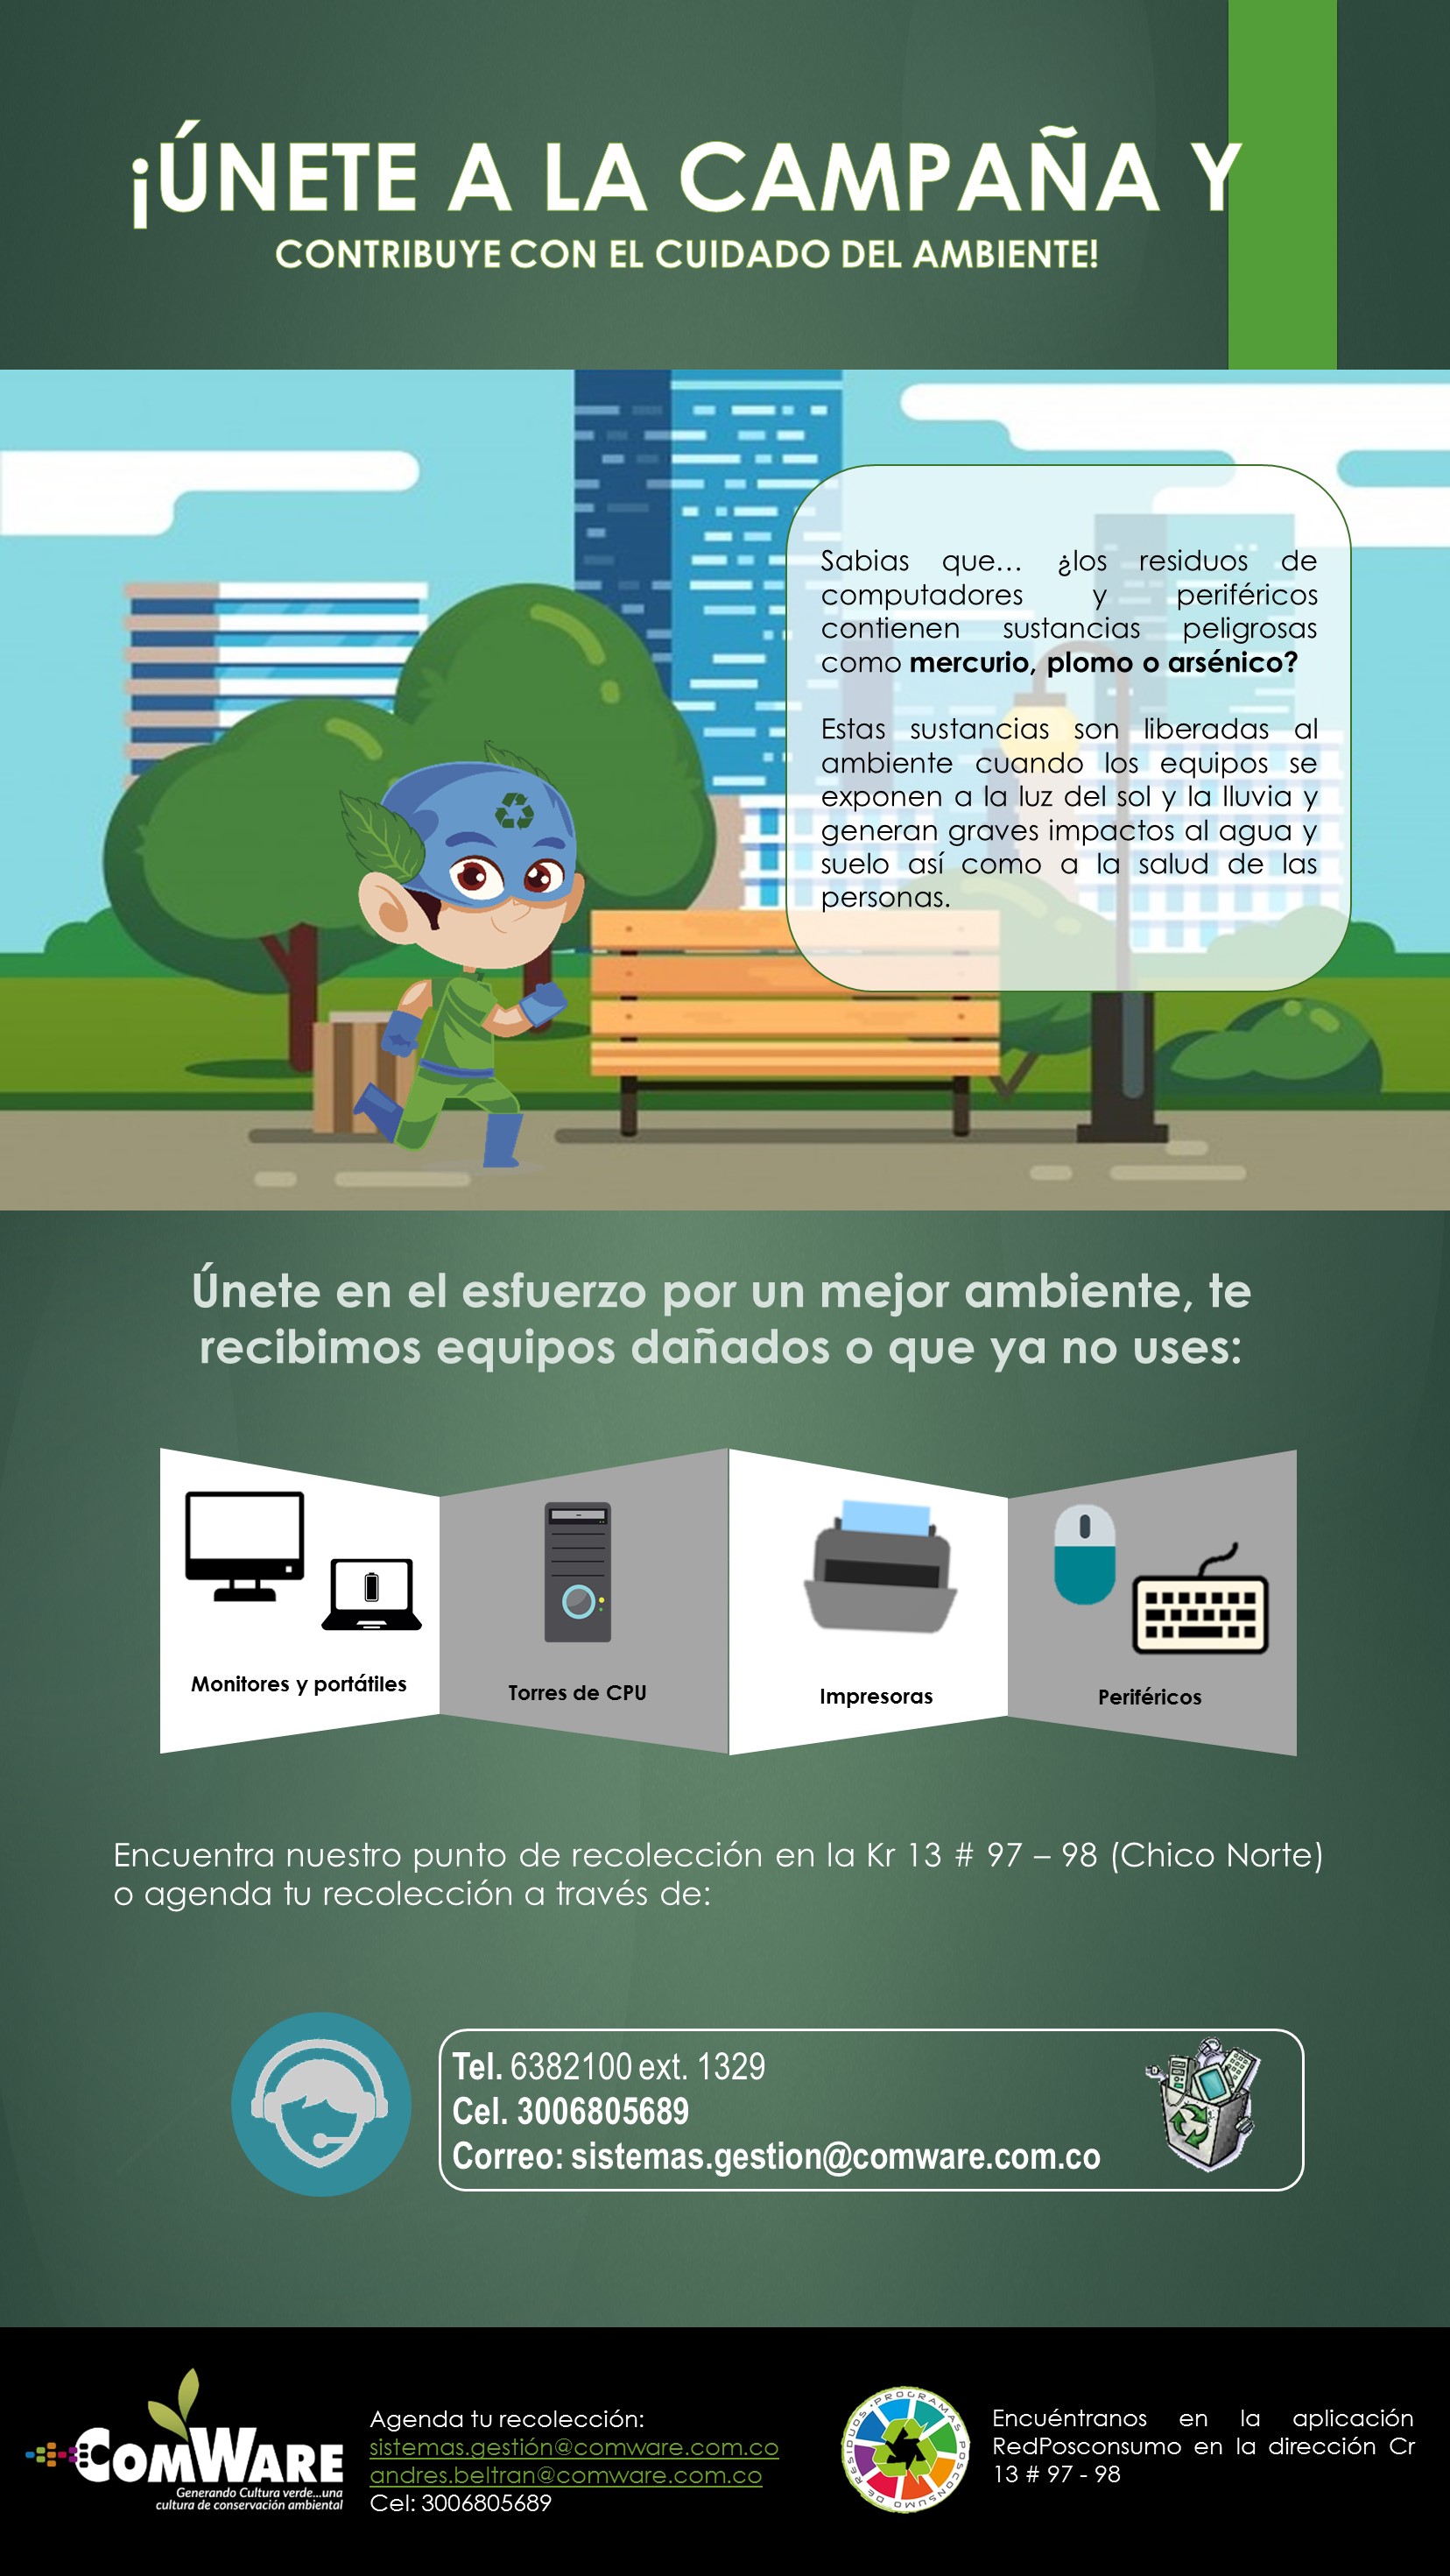 ¡ÚNETE A LA CAMPAÑA Y
CONTRIBUYE CON EL CUIDADO DEL AMBIENTE!
Sabias que... ¿los residuos de
computadores y periféricos
contienen sustancias peligrosas
como mercurio, plomo o arsénico?
Estas sustancias son liberadas al
ambiente cuando los equipos se
exponen a la luz del sol y la lluvia y
generan graves impactos al agua y
suelo así como a la salud de las
personas.
Únete en el esfuerzo por un mejor ambiente, te
recibimos equipos dañados o que ya no uses:
Monitores y portátiles
Torres de CPU
Impresoras
Periféricos
Encuentra nuestro punto de recolección en la Kr 13 # 97 – 98 (Chico Norte)
o agenda tu recolección a través de:
Tel. 6382100 ext. 1329
Cel. 3006805689
Correo: sistemas.gestion@comware.com.co
COMWARE
Generando Cultura verde...una
cultura de conservación ambiental
Agenda tu recolección:
sistemas.gestión@comware.com.co
andres.beltran@comware.com.co
Cel: 3006805689
PROGRAMAS POSCONSUMO DE RESIDUOS
Encuéntranos en la aplicación
RedPosconsumo en la dirección Cr
13 # 97 - 98